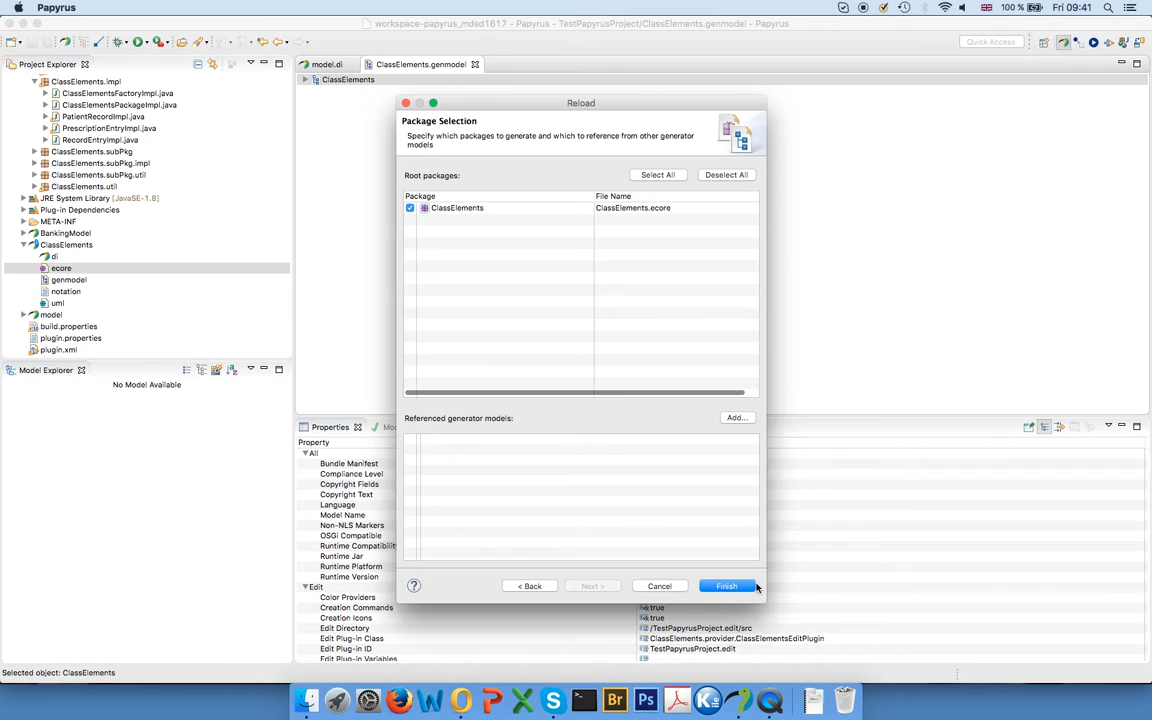 Papyrus
100 %
Fri 09:41
workspace-papyrus_mdsd1617 - Papyrus - TestPapyrusProject/ClassElements.genmodel - Papyrus
Quick Access
Project Explorer
ClassElements.impl
ClassElementsFactoryImpl.java
ClassElementsPackageImpl.java
PatientRecordImpl.java
PrescriptionEntryImpl.java
RecordEntryImpl.java
ClassElements.subPkg
ClassElements.subPkg.impl
ClassElements.subPkg.util
ClassElements.util
JRE System Library [JavaSE-1.8]
Plug-in Dependencies
META-INF
BankingModel
ClassElements
di
ecore
genmodel
notation
uml
model
build.properties
plugin.properties
plugin.xml
Model Explorer
No Model Available
model.di
ClassElements.genmodel
ClassElements
Reload
Package Selection
Specify which packages to generate and which to reference from other generator
models
Root packages:
Select All
Deselect All
Package
File Name
ClassElements
ClassElements.ecore
Referenced generator models:
Add...
?
< Back
Next >
Cancel
Finish
Properties
Property
All
Bundle Manifest
Compliance Level
Copyright Fields
Copyright Text
Language
Model Name
Non-NLS Markers
OSGi Compatible
Runtime Compatibility
Runtime Jar
Runtime Platform
Runtime Version
Edit
Color Providers
Creation Commands
true
Creation Icons
true
Edit Directory
/TestPapyrusProject.edit/src
Edit Plug-in Class
ClassElements.provider.ClassElementsEditPlugin
Edit Plug-in ID
TestPapyrusProject.edit
Edit Plug-in Variables
Selected object: ClassElements
Br
Ps